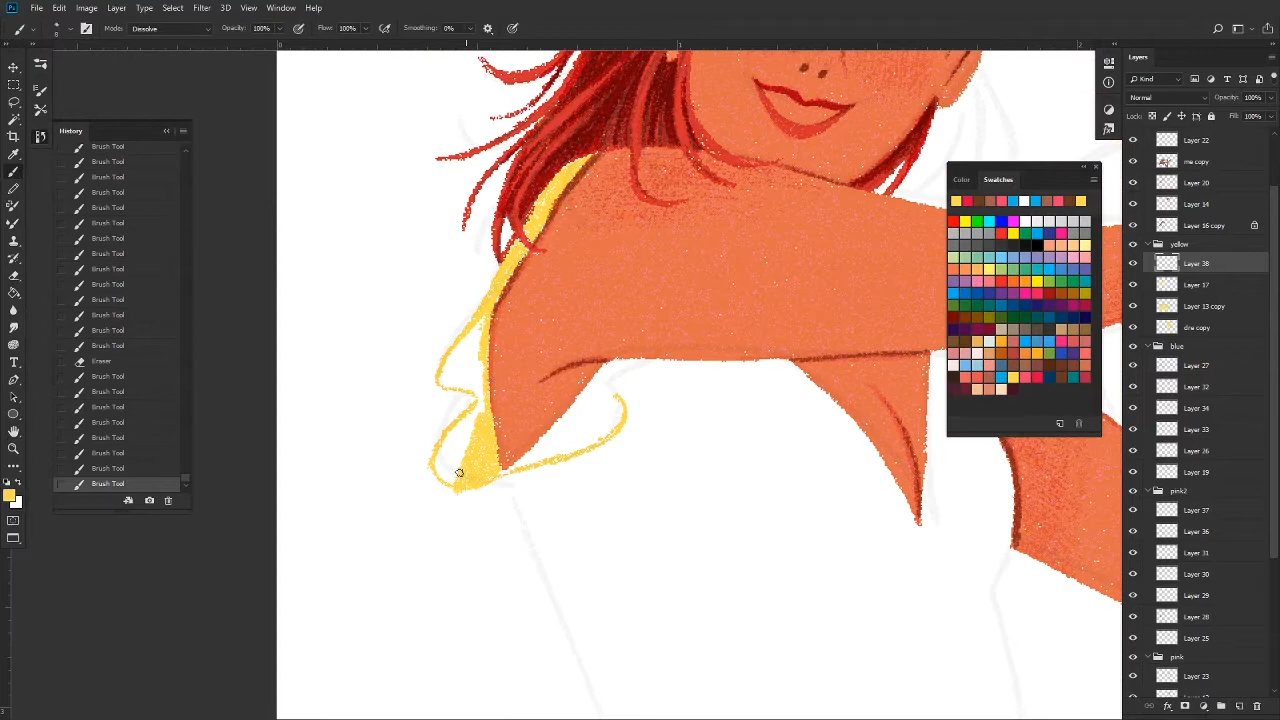 Ps File Edit Image Layer Type Select Filter 3D View Window Help
8 Mode: Dissolve Opacity: 100% Flow: 100% Smoothing: 0%
0 1 2
History
Brush Tool
Brush Tool
Brush Tool
Brush Tool
Brush Tool
Brush Tool
Brush Tool
Brush Tool
Brush Tool
Brush Tool
Brush Tool
Brush Tool
Brush Tool
Brush Tool
Eraser
Brush Tool
Brush Tool
Brush Tool
Brush Tool
Brush Tool
Brush Tool
Brush Tool
Brush Tool
Color Swatches
Layers
Kind
Normal Opacity: 100%
Lock: Fill: 100%
Layer 22
me copy
Layer 20
Layer 14
Layer 16 copy
yellow
Layer 38
Layer 17
Layer 13 copy
dre copy
blue
Layer 27
Layer 32
Layer 34
Layer 33
Layer 26
Layer 19
pink2
Layer 37
Layer 36
Layer 31
Layer 30
Layer 29
Layer 28
Layer 25
pink
Layer 23